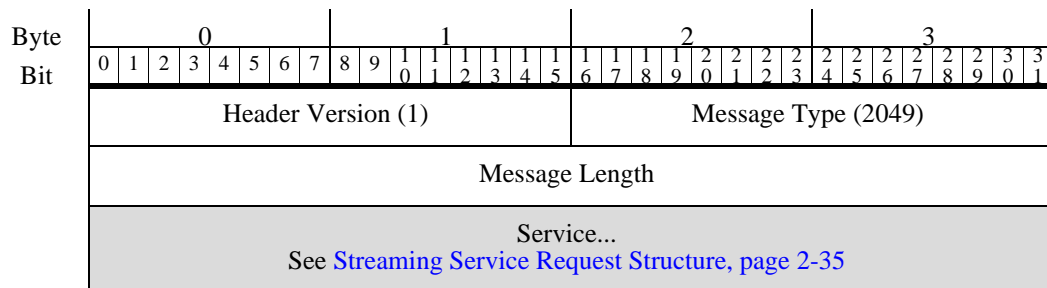 Byte 0 1 2 3
Bit 0 1 2 3 4 5 6 7 8 9 10 11 12 13 14 15 16 17 18 19 20 21 22 23 24 25 26 27 28 29 30 31
Header Version (1) Message Type (2049)
Message Length
Service...
See Streaming Service Request Structure, page 2-35